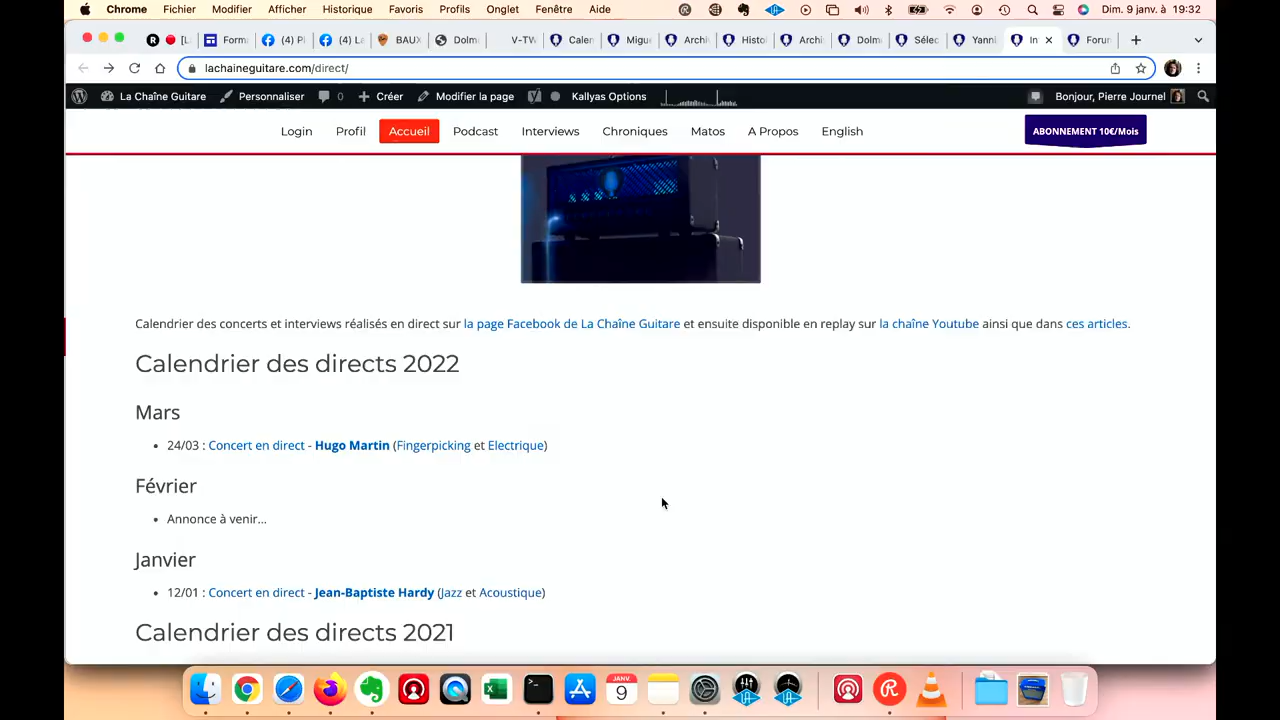 Chrome Fichier Modifier Afficher Historique Favoris Profils Onglet Fenêtre Aide Dim. 9 janv. à 19:32
[L Form (4) Pi (4) La BAUX Dolm V-TW Calen Migue Archi Histo Archi Dolm Sélec Yanni In Forur
lachaineguitare.com/direct/
La Chaîne Guitare Personnaliser 0 Créer Modifier la page Kallyas Options Bonjour, Pierre Journel
Login Profil Accueil Podcast Interviews Chroniques Matos A Propos English ABONNEMENT 10€/Mois
Calendrier des concerts et interviews réalisés en direct sur la page Facebook de La Chaîne Guitare et ensuite disponible en replay sur la chaîne Youtube ainsi que dans ces articles.
Calendrier des directs 2022
Mars
• 24/03 : Concert en direct - Hugo Martin (Fingerpicking et Electrique)
Février
• Annonce à venir...
Janvier
• 12/01 : Concert en direct - Jean-Baptiste Hardy (Jazz et Acoustique)
Calendrier des directs 2021
JANV.
9